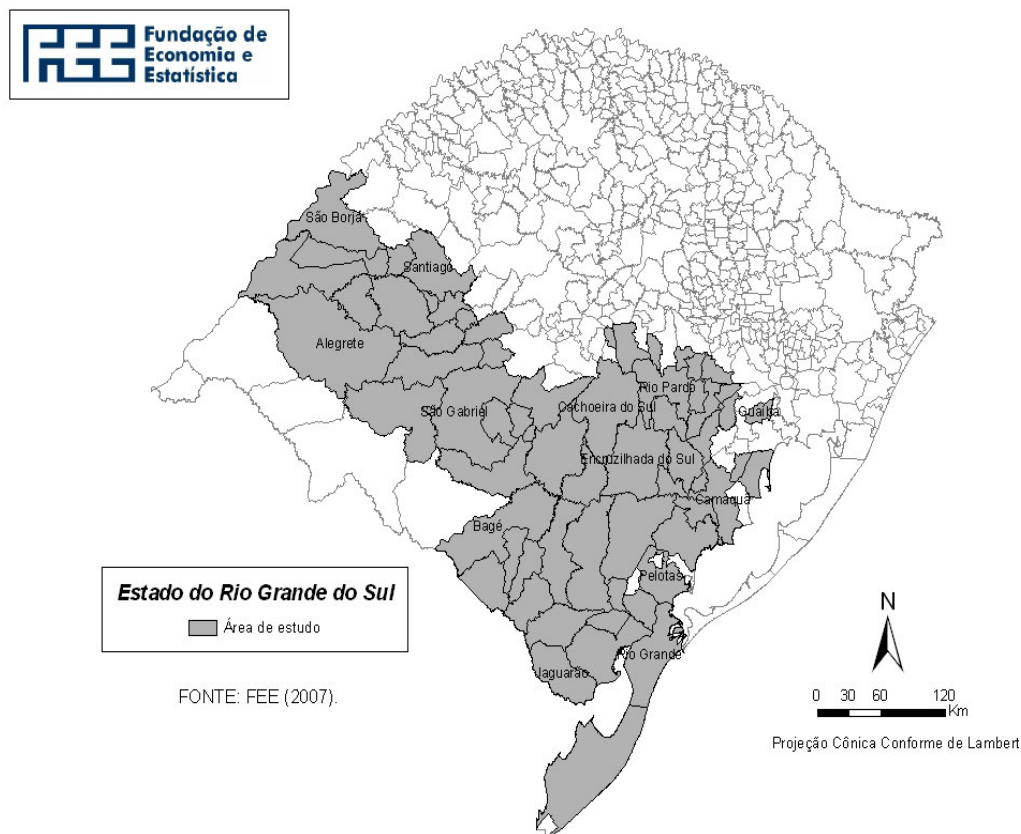 FEE Fundação de
Economia e
Estatística
São Borja
Santiago
Alegrete
São Gabriel
Cachoeira do Sul
Rio Pardo
Guaíba
Encruzilhada do Sul
Camaquã
Bagé
Pelotas
Rio Grande
Jaguarão
Estado do Rio Grande do Sul
Área de estudo
FONTE: FEE (2007).
N
0 30 60 120
Km
Projeção Cônica Conforme de Lambert